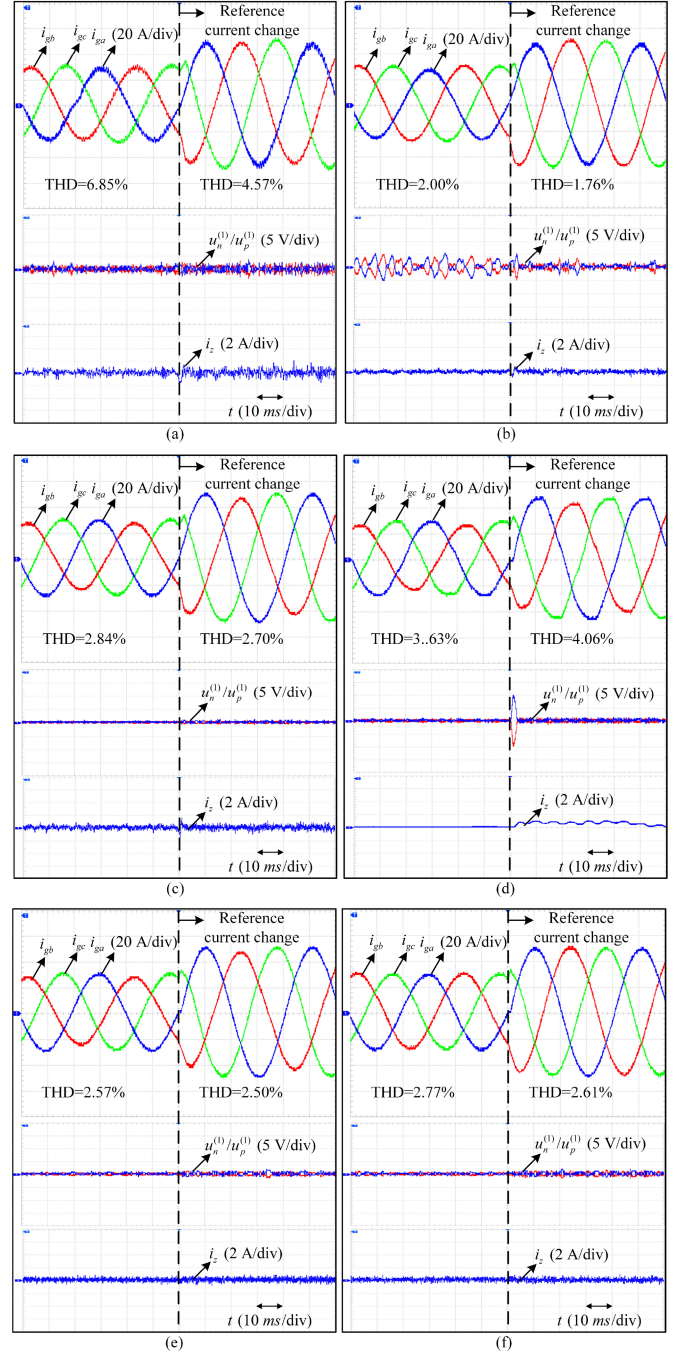 Reference
current change
i_gb i_gc i_ga (20 A/div)
THD=6.85% THD=4.57%
u_n^(1)/u_p^(1) (5 V/div)
i_z (2 A/div)
t (10 ms/div)
(a)
Reference
current change
i_gb i_gc i_ga (20 A/div)
THD=2.00% THD=1.76%
u_n^(1)/u_p^(1) (5 V/div)
i_z (2 A/div)
t (10 ms/div)
(b)
Reference
current change
i_gb i_gc i_ga (20 A/div)
THD=2.84% THD=2.70%
u_n^(1)/u_p^(1) (5 V/div)
i_z (2 A/div)
t (10 ms/div)
(c)
Reference
current change
i_gb i_gc i_ga (20 A/div)
THD=3..63% THD=4.06%
u_n^(1)/u_p^(1) (5 V/div)
i_z (2 A/div)
t (10 ms/div)
(d)
Reference
current change
i_gb i_gc i_ga (20 A/div)
THD=2.57% THD=2.50%
u_n^(1)/u_p^(1) (5 V/div)
i_z (2 A/div)
t (10 ms/div)
(e)
Reference
current change
i_gb i_gc i_ga (20 A/div)
THD=2.77% THD=2.61%
u_n^(1)/u_p^(1) (5 V/div)
i_z (2 A/div)
t (10 ms/div)
(f)